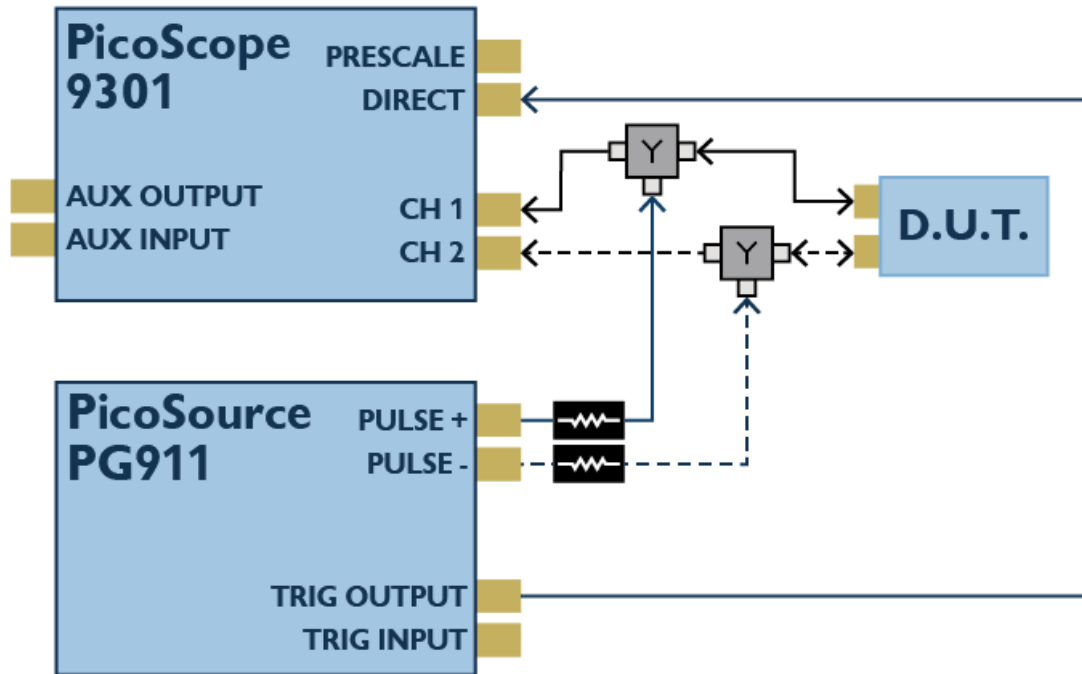 PicoScope
9301
PRESCALE
DIRECT
AUX OUTPUT
AUX INPUT
CH 1
CH 2
Y
Y
D.U.T.
PicoSource
PG911
PULSE +
PULSE -
TRIG OUTPUT
TRIG INPUT